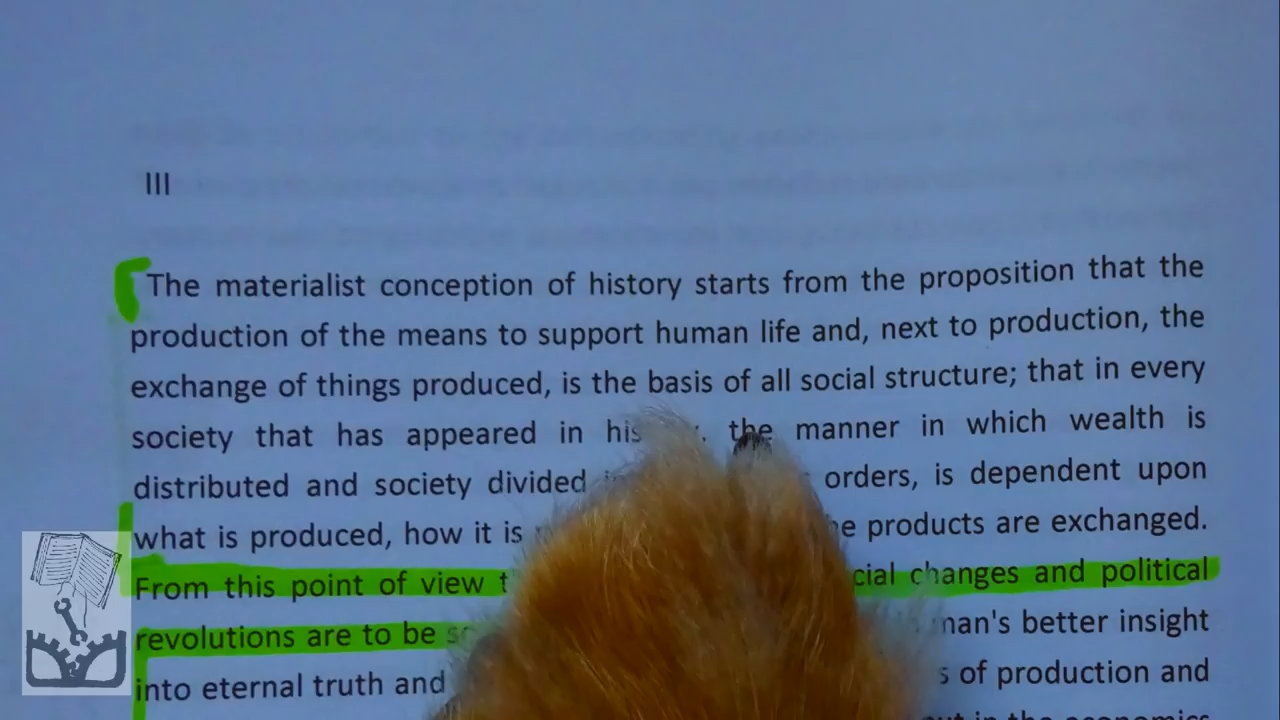 III
The materialist conception of history starts from the proposition that the
production of the means to support human life and, next to production, the
exchange of things produced, is the basis of all social structure; that in every
society that has appeared in the manner in which wealth is
distributed and society divided orders, is dependent upon
what is produced, how it is products are exchanged.
From this point of view changes and political
revolutions are to be man's better insight
into eternal truth and of production and
in the economics